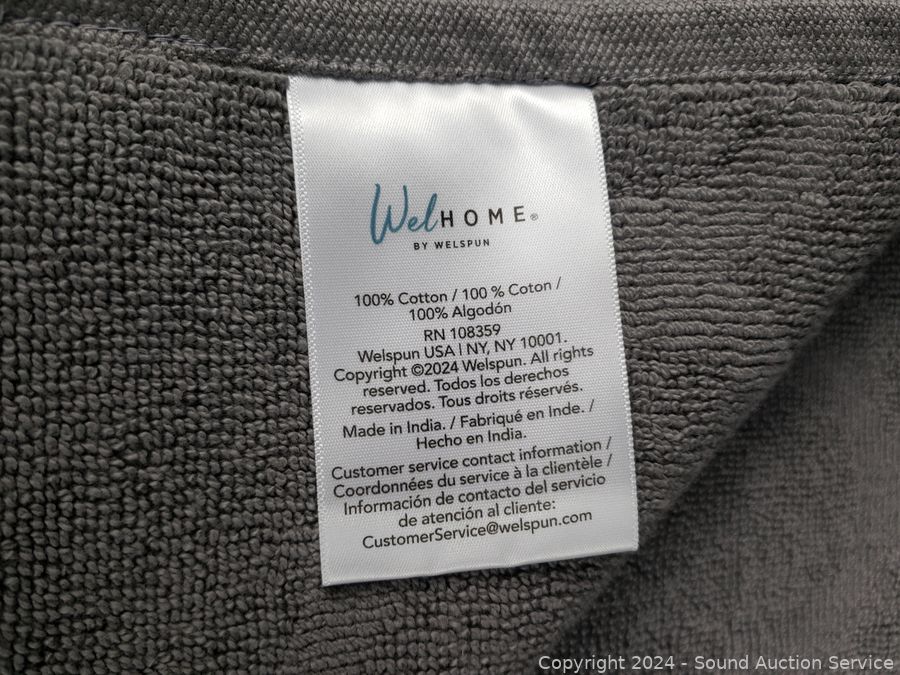 WelHOME®
BY WELSPUN
100% Cotton / 100 % Coton /
100% Algodón
RN 108359
Welspun USA | NY, NY 10001.
Copyright ©2024 Welspun. All rights
reserved. Todos los derechos
reservados. Tous droits réservés.
Made in India. / Fabriqué en Inde. /
Hecho en India.
Customer service contact information /
Coordonnées du service à la clientèle /
Información de contacto del servicio
de atención al cliente:
CustomerService@welspun.com
Copyright 2024 - Sound Auction Service